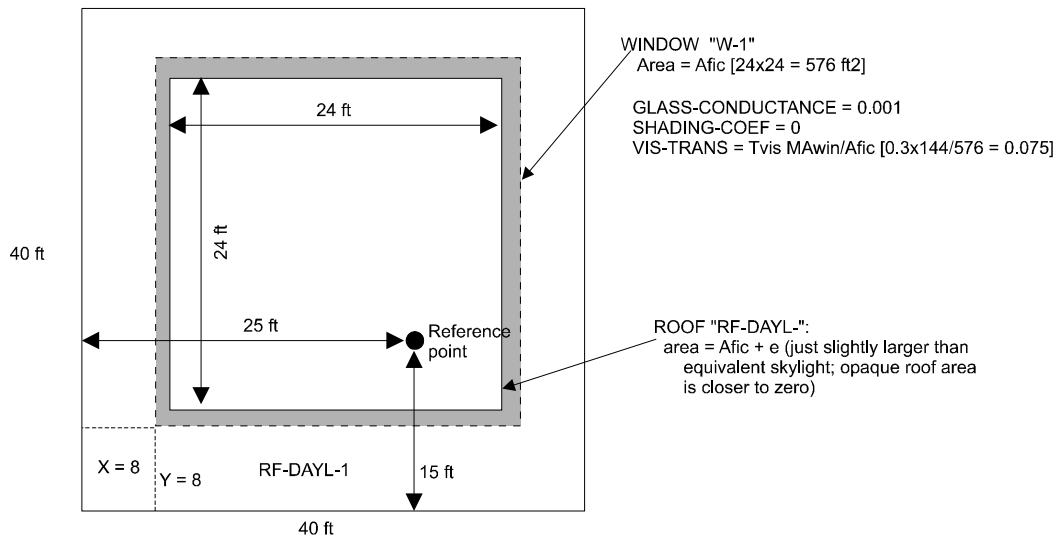 WINDOW "W-1"
Area = Afic [24x24 = 576 ft2]
GLASS-CONDUCTANCE = 0.001
SHADING-COEF = 0
VIS-TRANS = Tvis MAwin/Afic [0.3x144/576 = 0.075]
24 ft
24 ft
40 ft
25 ft
Reference
point
ROOF "RF-DAYL-":
area = Afic + e (just slightly larger than
equivalent skylight; opaque roof area
is closer to zero)
X = 8
Y = 8
RF-DAYL-1
15 ft
40 ft